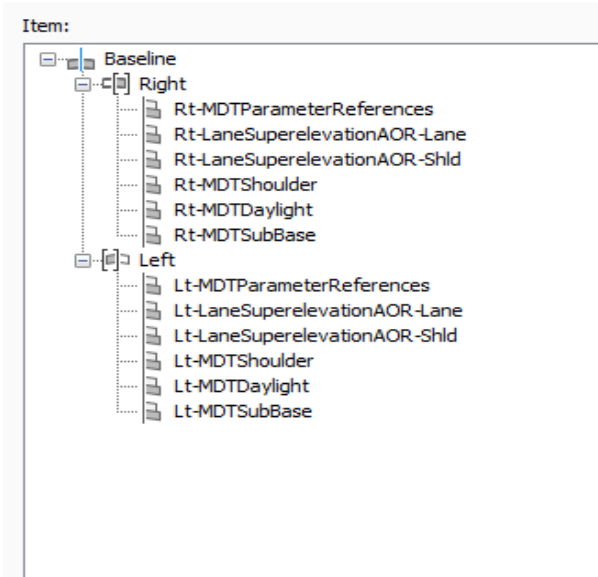 Item:
Baseline
Right
Rt-MDTParameterReferences
Rt-LaneSuperelevationAOR-Lane
Rt-LaneSuperelevationAOR-Shld
Rt-MDTShoulder
Rt-MDTDaylight
Rt-MDTSubBase
Left
Lt-MDTParameterReferences
Lt-LaneSuperelevationAOR-Lane
Lt-LaneSuperelevationAOR-Shld
Lt-MDTShoulder
Lt-MDTDaylight
Lt-MDTSubBase